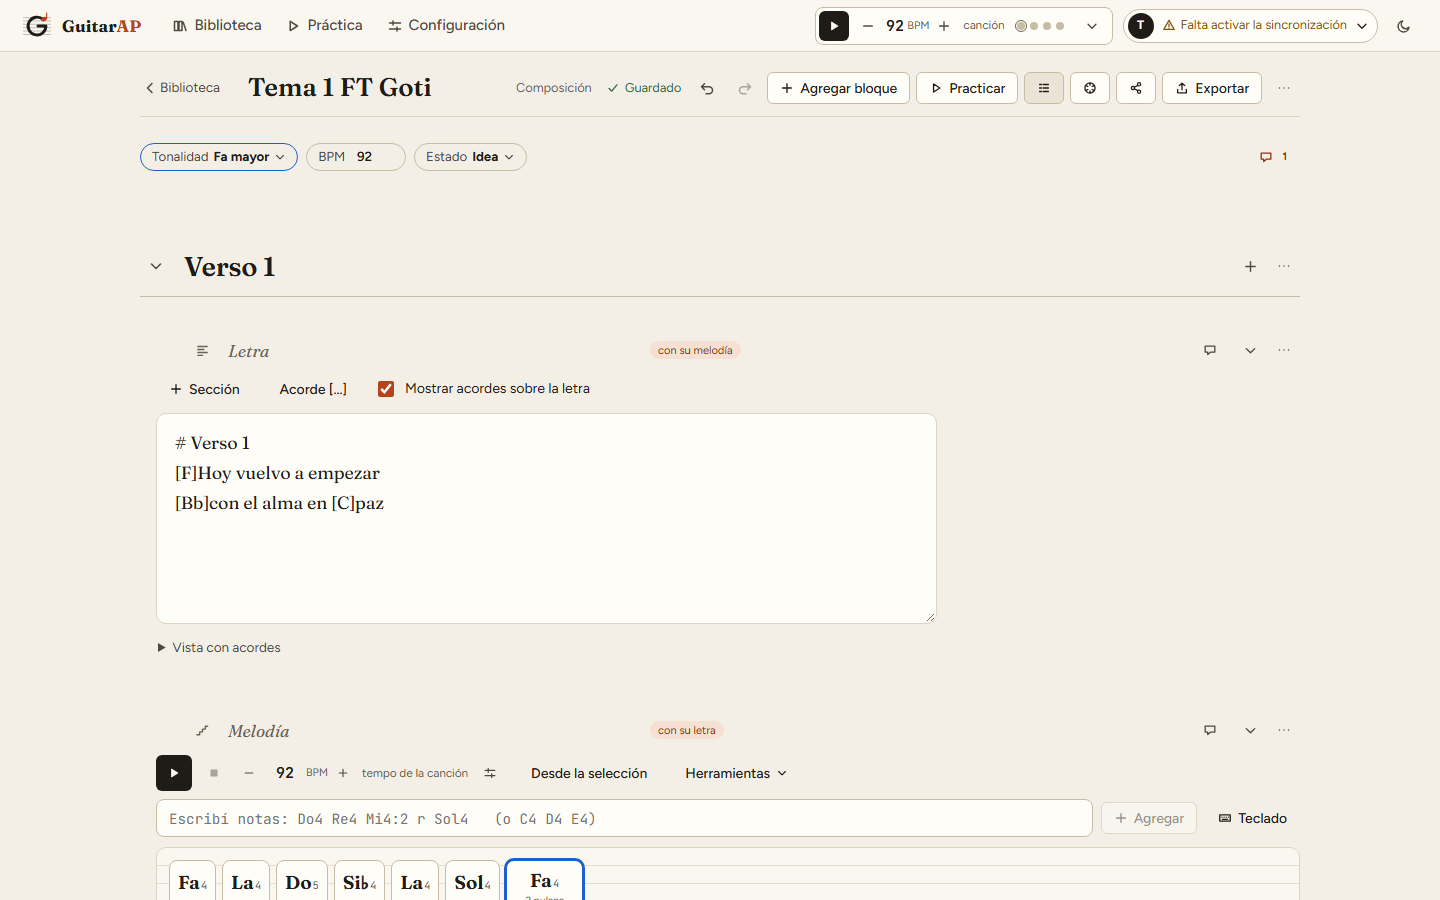 GuitarAP
Biblioteca
Práctica
Configuración
92 BPM
canción
T
Falta activar la sincronización
Biblioteca
Tema 1 FT Goti
Composición
Guardado
Agregar bloque
Practicar
Exportar
Tonalidad Fa mayor
BPM 92
Estado Idea
1
Verso 1
Letra
con su melodía
Sección
Acorde [...]
Mostrar acordes sobre la letra
# Verso 1
[F]Hoy vuelvo a empezar
[Bb]con el alma en [C]paz
Vista con acordes
Melodía
con su letra
92 BPM
tempo de la canción
Desde la selección
Herramientas
Escribí notas: Do4 Re4 Mi4:2 r Sol4 (o C4 D4 E4)
Agregar
Teclado
Fa4 La4 Do5 Sib4 La4 Sol4 Fa4